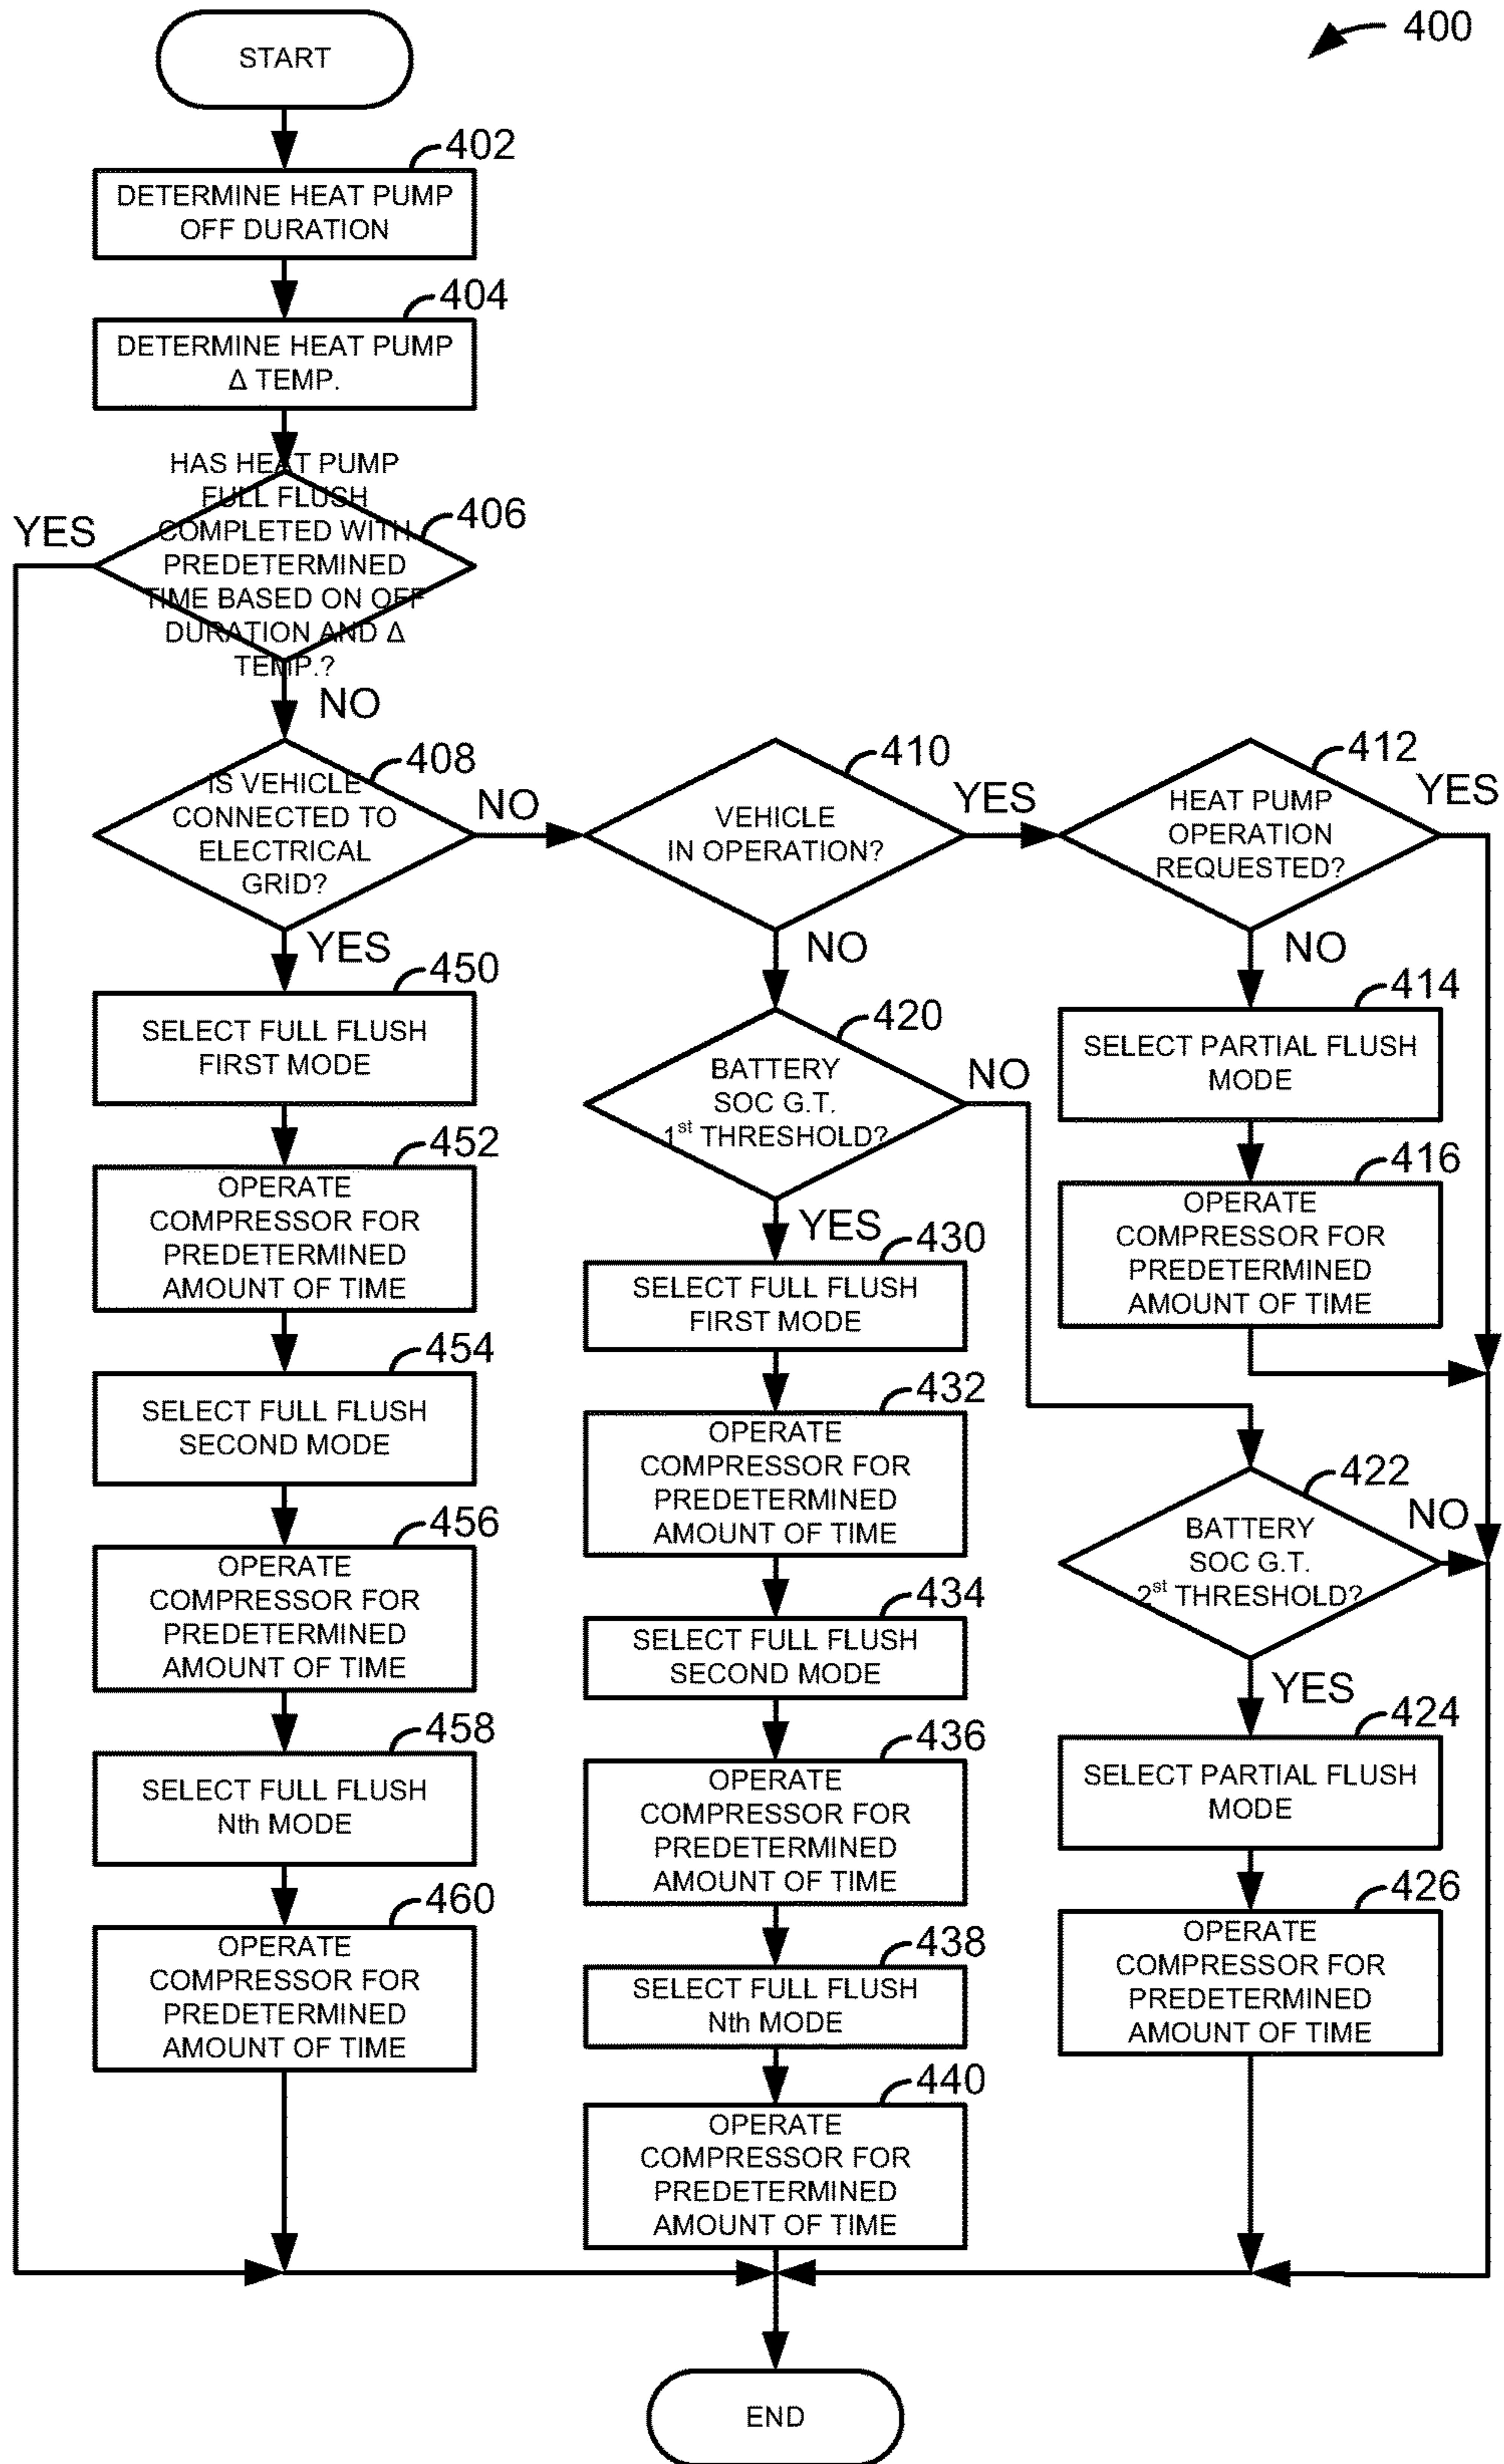 400
START
402
DETERMINE HEAT PUMP
OFF DURATION
404
DETERMINE HEAT PUMP
Δ TEMP.
HAS HEAT PUMP
FULL FLUSH
COMPLETED WITH
PREDETERMINED
TIME BASED ON OFF
DURATION AND Δ
TEMP.?
406
YES
NO
IS VEHICLE
CONNECTED TO
ELECTRICAL
GRID?
408
NO
YES
VEHICLE
IN OPERATION?
410
YES
NO
HEAT PUMP
OPERATION
REQUESTED?
412
YES
NO
450
SELECT FULL FLUSH
FIRST MODE
452
OPERATE
COMPRESSOR FOR
PREDETERMINED
AMOUNT OF TIME
454
SELECT FULL FLUSH
SECOND MODE
456
OPERATE
COMPRESSOR FOR
PREDETERMINED
AMOUNT OF TIME
458
SELECT FULL FLUSH
Nth MODE
460
OPERATE
COMPRESSOR FOR
PREDETERMINED
AMOUNT OF TIME
420
BATTERY
SOC G.T.
1st THRESHOLD?
NO
YES
430
SELECT FULL FLUSH
FIRST MODE
432
OPERATE
COMPRESSOR FOR
PREDETERMINED
AMOUNT OF TIME
434
SELECT FULL FLUSH
SECOND MODE
436
OPERATE
COMPRESSOR FOR
PREDETERMINED
AMOUNT OF TIME
438
SELECT FULL FLUSH
Nth MODE
440
OPERATE
COMPRESSOR FOR
PREDETERMINED
AMOUNT OF TIME
414
SELECT PARTIAL FLUSH
MODE
416
OPERATE
COMPRESSOR FOR
PREDETERMINED
AMOUNT OF TIME
422
BATTERY
SOC G.T.
2st THRESHOLD?
NO
YES
424
SELECT PARTIAL FLUSH
MODE
426
OPERATE
COMPRESSOR FOR
PREDETERMINED
AMOUNT OF TIME
END